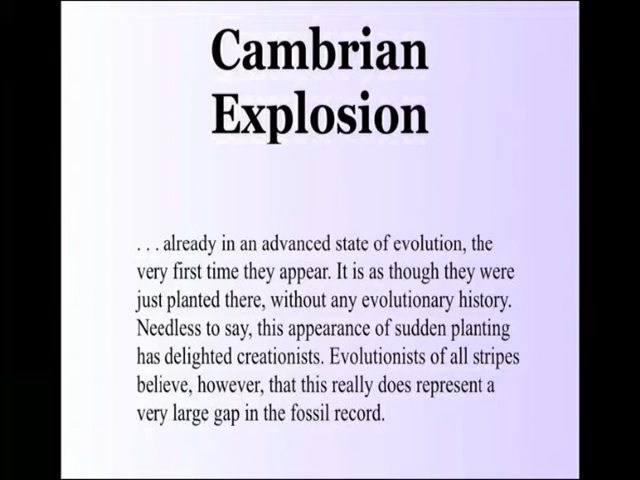 Cambrian
Explosion
. . . already in an advanced state of evolution, the
very first time they appear. It is as though they were
just planted there, without any evolutionary history.
Needless to say, this appearance of sudden planting
has delighted creationists. Evolutionists of all stripes
believe, however, that this really does represent a
very large gap in the fossil record.